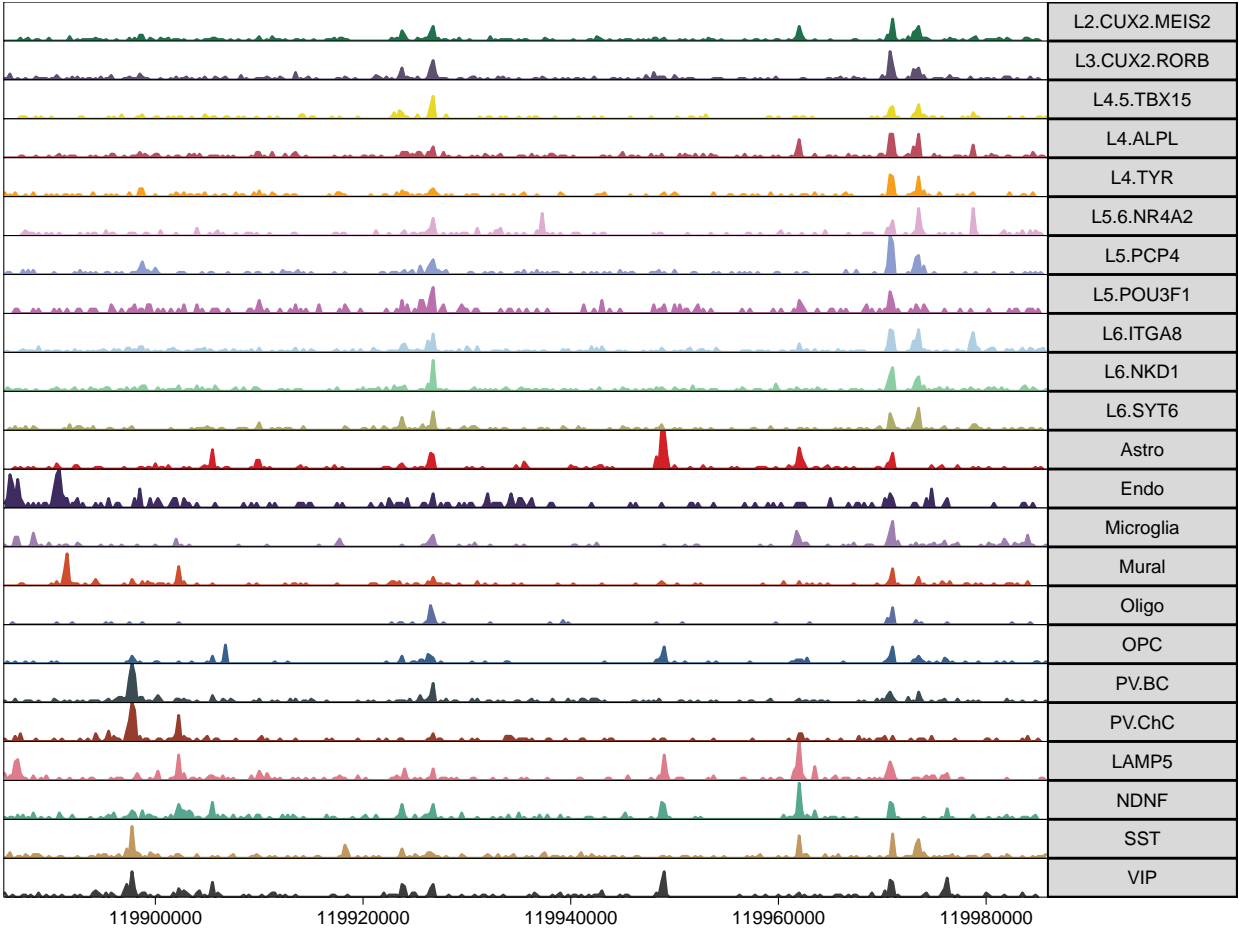 L2.CUX2.MEIS2
L3.CUX2.RORB
L4.5.TBX15
L4.ALPL
L4.TYR
L5.6.NR4A2
L5.PCP4
L5.POU3F1
L6.ITGA8
L6.NKD1
L6.SYT6
Astro
Endo
Microglia
Mural
Oligo
OPC
PV.BC
PV.ChC
LAMP5
NDNF
SST
VIP
119900000 119920000 119940000 119960000 119980000